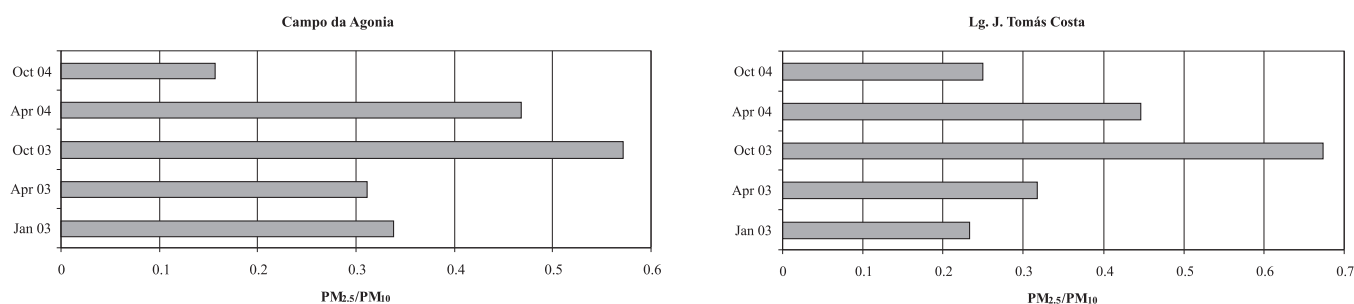 Campo da Agonia
Oct 04
Apr 04
Oct 03
Apr 03
Jan 03
0 0.1 0.2 0.3 0.4 0.5 0.6
PM2.5/PM10
Lg. J. Tomás Costa
Oct 04
Apr 04
Oct 03
Apr 03
Jan 03
0 0.1 0.2 0.3 0.4 0.5 0.6 0.7
PM2.5/PM10